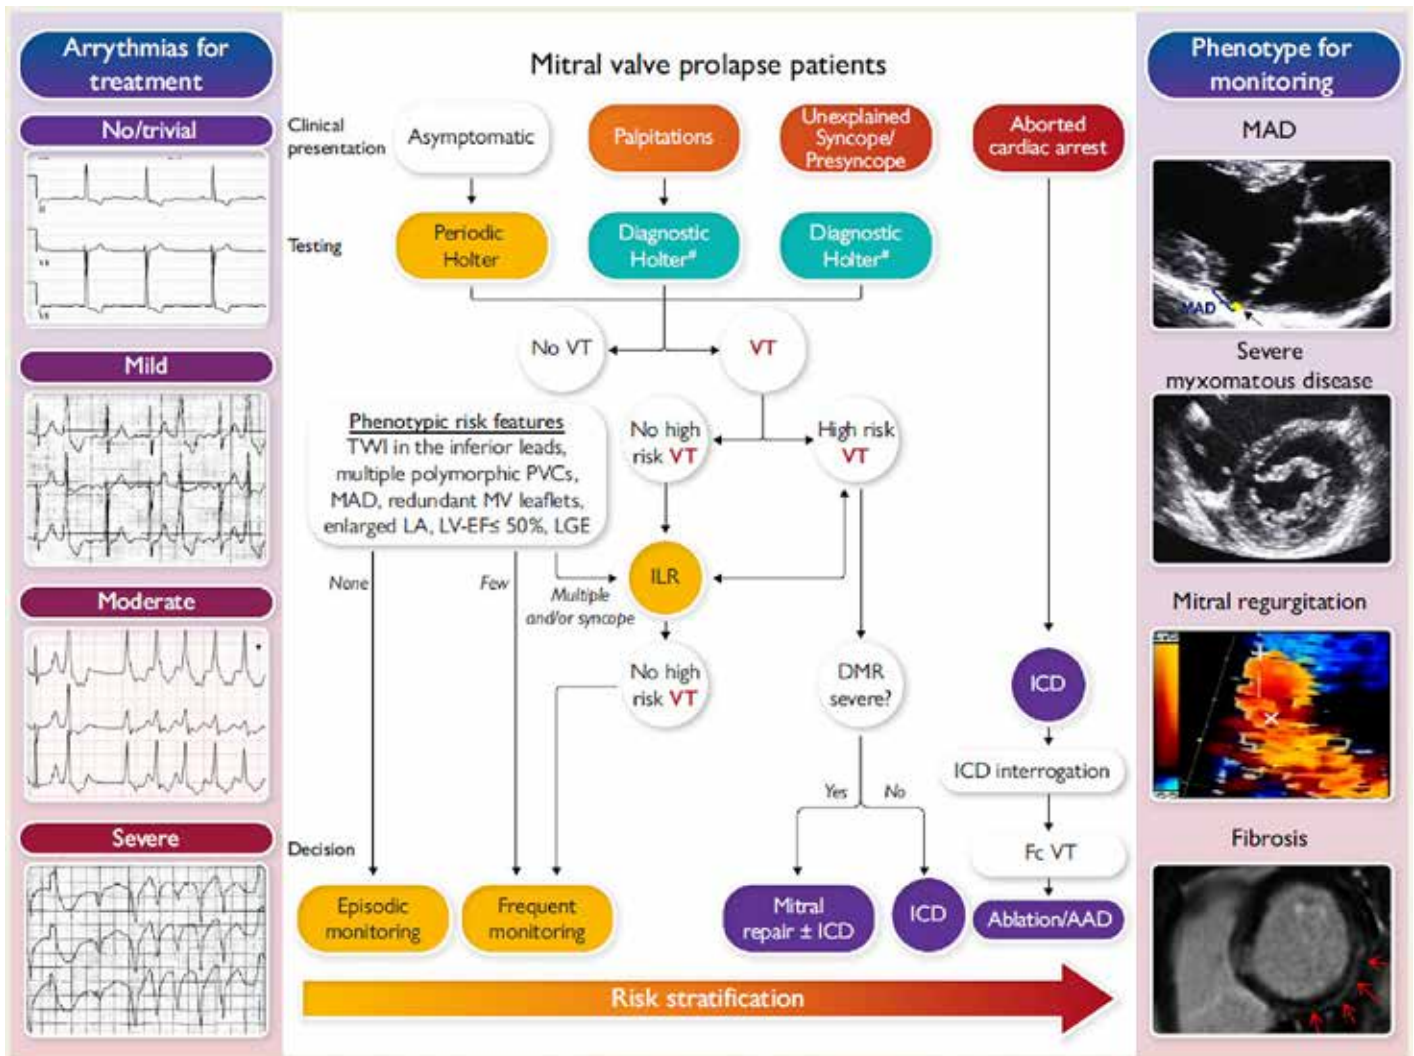 Arrythmias for
treatment
No/trivial
Mild
Moderate
Severe
Mitral valve prolapse patients
Clinical
presentation
Asymptomatic
Palpitations
Unexplained
Syncope/
Presyncope
Aborted
cardiac arrest
Testing
Periodic
Holter
Diagnostic
Holter#
Diagnostic
Holter#
No VT
VT
Phenotypic risk features
TWI in the inferior leads,
multiple polymorphic PVCs,
MAD, redundant MV leaflets,
enlarged LA, LV-EF≤ 50%, LGE
No high
risk VT
High risk
VT
None
Few
Multiple
and/or syncope
ILR
No high
risk VT
DMR
severe?
ICD
ICD interrogation
Yes
No
Fc VT
Decision
Episodic
monitoring
Frequent
monitoring
Mitral
repair ± ICD
ICD
Ablation/AAD
Risk stratification
Phenotype for
monitoring
MAD
MAD
Severe
myxomatous disease
Mitral regurgitation
Fibrosis